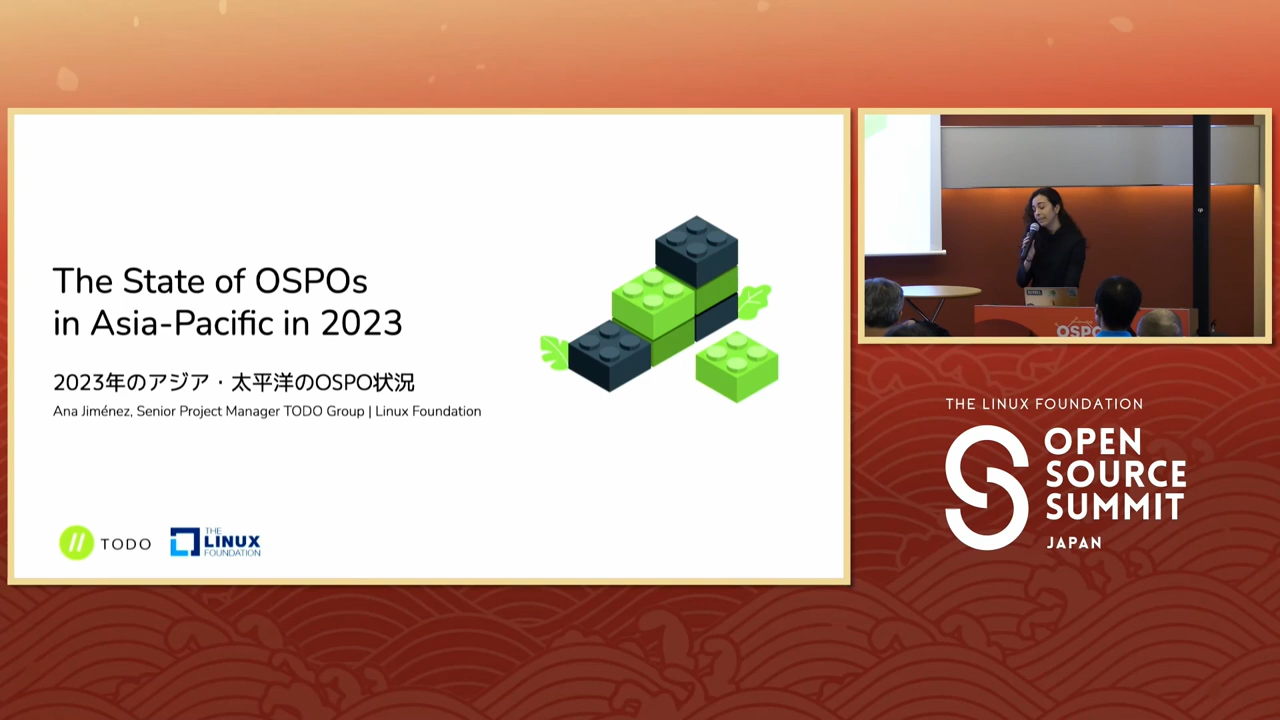 The State of OSPOs
in Asia-Pacific in 2023
2023年のアジア・太平洋のOSPO状況
Ana Jiménez, Senior Project Manager TODO Group | Linux Foundation
TODO
THE
LINUX
FOUNDATION
OSPO
THE LINUX FOUNDATION
OPEN
SOURCE
SUMMIT
JAPAN